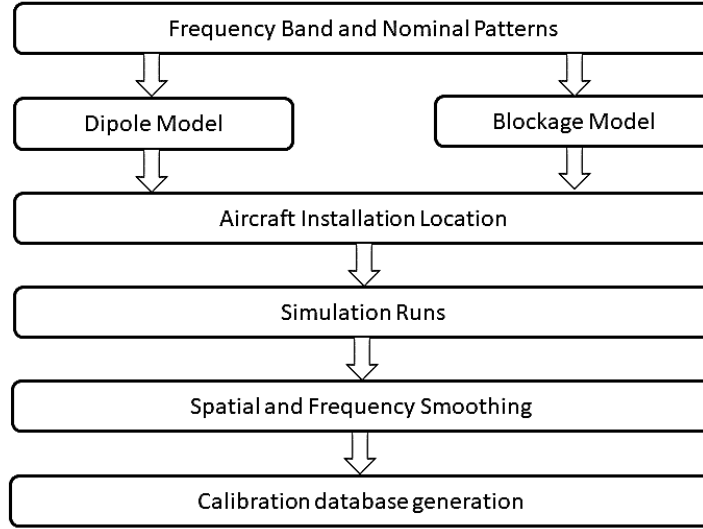 Frequency Band and Nominal Patterns
Dipole Model
Blockage Model
Aircraft Installation Location
Simulation Runs
Spatial and Frequency Smoothing
Calibration database generation